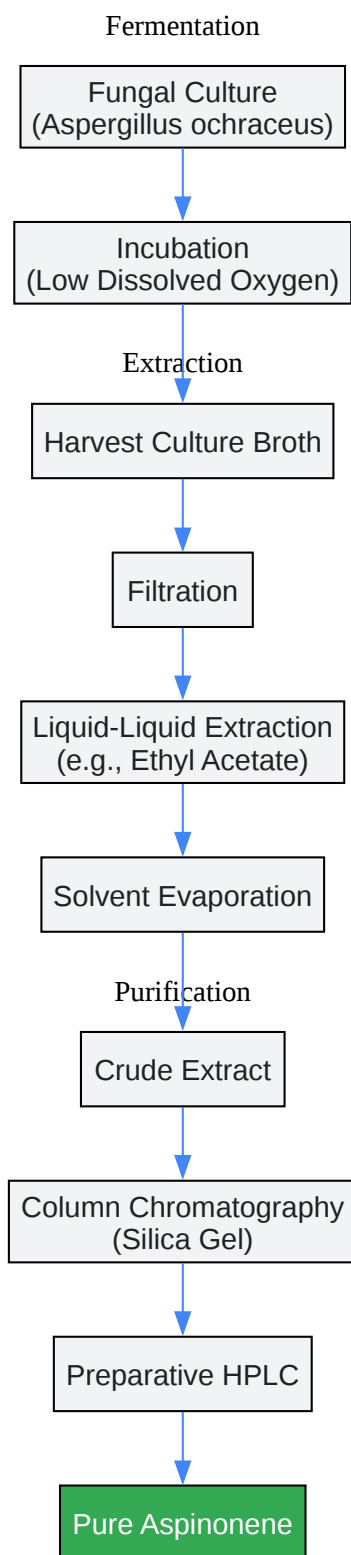 Fermentation
Fungal Culture
(Aspergillus ochraceus)
Incubation
(Low Dissolved Oxygen)
Extraction
Harvest Culture Broth
Filtration
Liquid-Liquid Extraction
(e.g., Ethyl Acetate)
Solvent Evaporation
Purification
Crude Extract
Column Chromatography
(Silica Gel)
Preparative HPLC
Pure Aspinonene